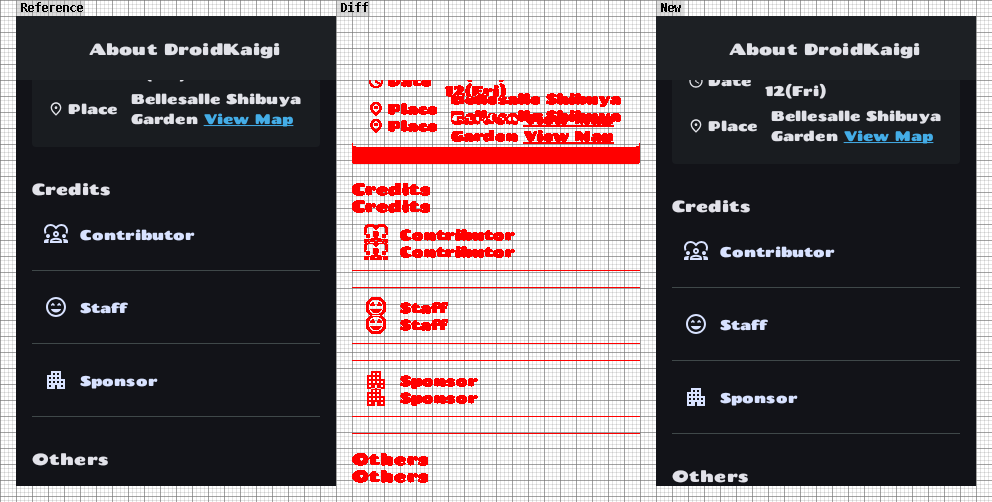 Reference
Diff
New
About DroidKaigi
Place
Bellesalle Shibuya
Garden View Map
Credits
Contributor
Staff
Sponsor
Others
Date
12(Fri)
Place
Place
Bellesalle Shibuya
Garden View Map
Credits
Credits
Contributor
Contributor
Staff
Staff
Sponsor
Sponsor
Others
Others
About DroidKaigi
Date
12(Fri)
Place
Bellesalle Shibuya
Garden View Map
Credits
Contributor
Staff
Sponsor
Others